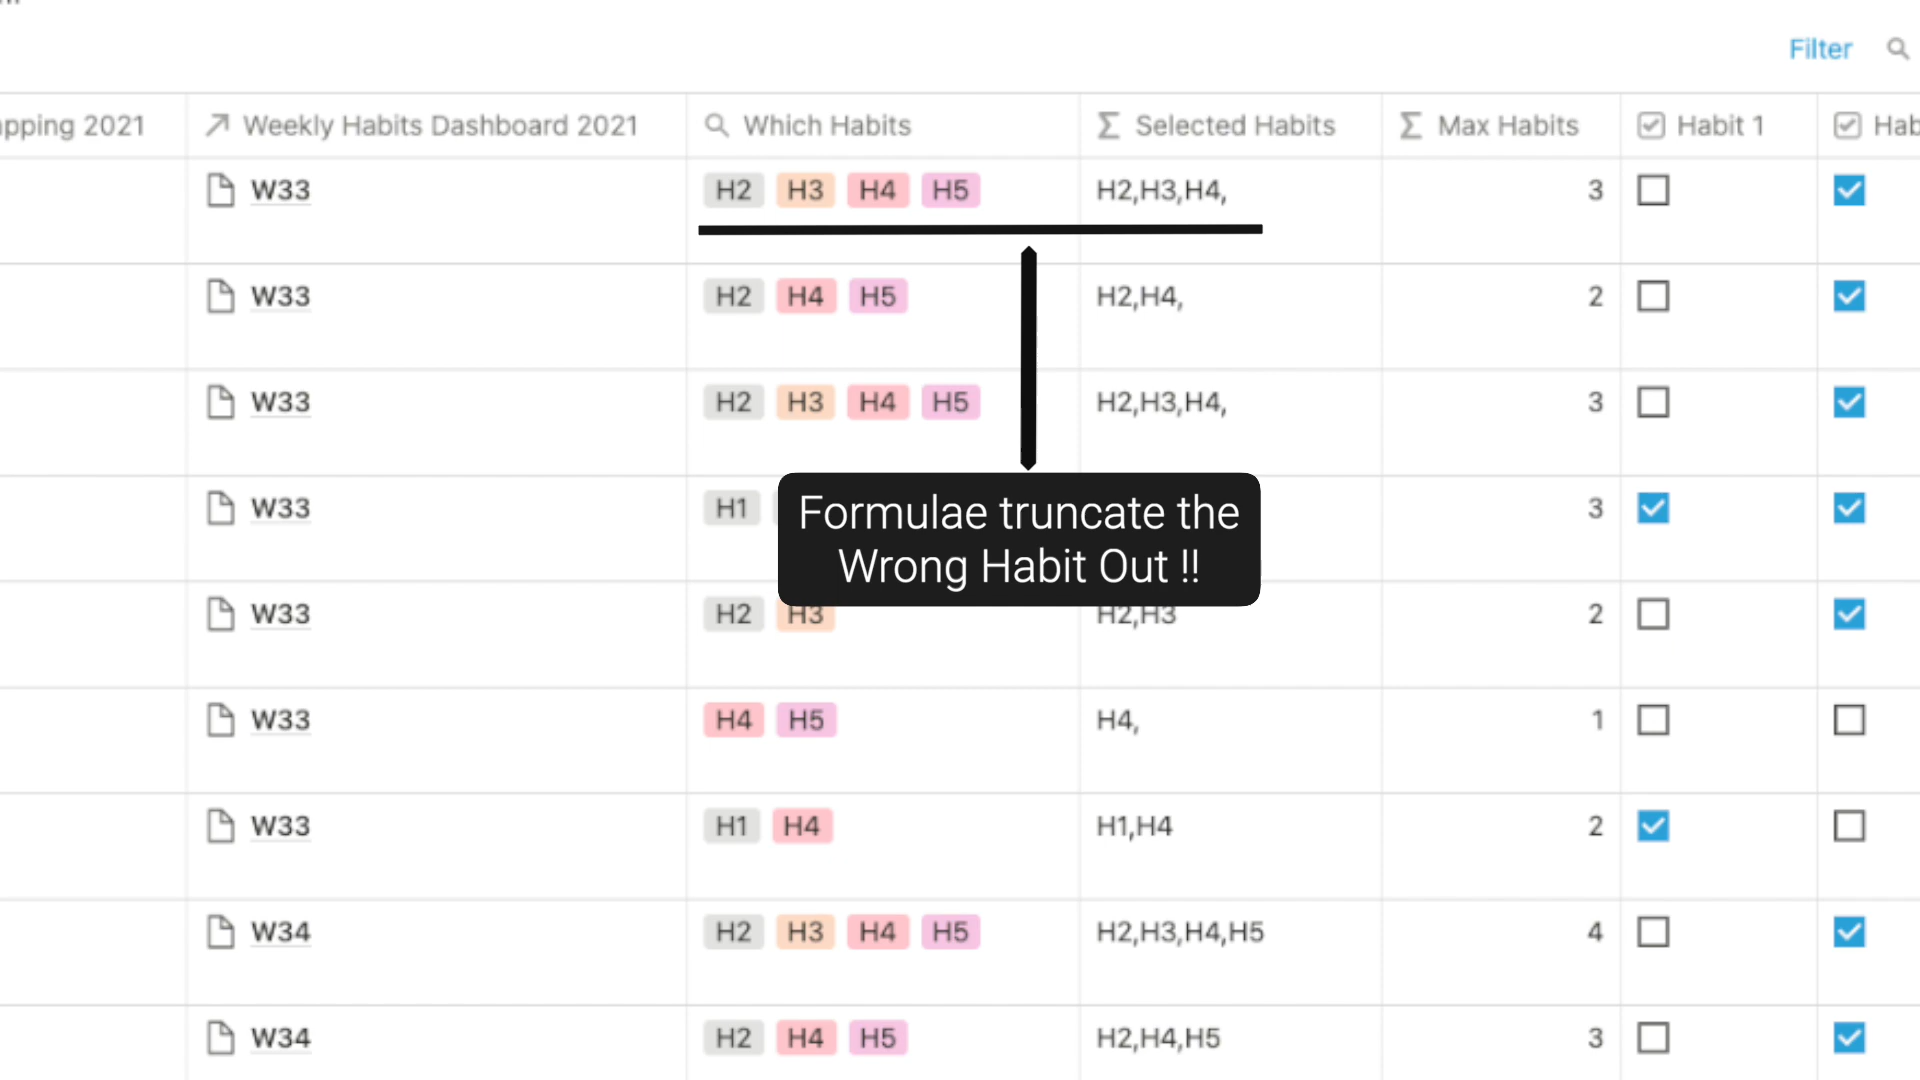 Filter
pping 2021 Weekly Habits Dashboard 2021 Which Habits Selected Habits Max Habits Habit 1 Hab
W33 H2 H3 H4 H5 H2,H3,H4, 3
W33 H2 H4 H5 H2,H4, 2
W33 H2 H3 H4 H5 H2,H3,H4, 3
W33 H1 3
Formulae truncate the
Wrong Habit Out !!
W33 H2 H3 H2,H3 2
W33 H4 H5 H4, 1
W33 H1 H4 H1,H4 2
W34 H2 H3 H4 H5 H2,H3,H4,H5 4
W34 H2 H4 H5 H2,H4,H5 3